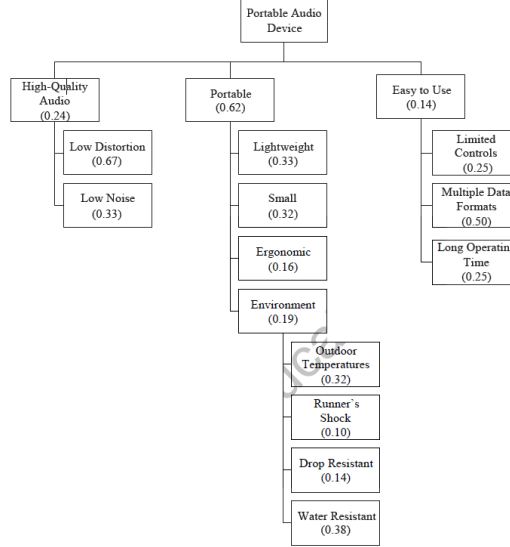 Portable Audio
Device
High-Quality
Audio
(0.24)
Portable
(0.62)
Easy to Use
(0.14)
Low Distortion
(0.67)
Low Noise
(0.33)
Lightweight
(0.33)
Small
(0.32)
Ergonomic
(0.16)
Environment
(0.19)
Outdoor
Temperatures
(0.32)
Runner`s
Shock
(0.10)
Drop Resistant
(0.14)
Water Resistant
(0.38)
Limited
Controls
(0.25)
Multiple Data
Formats
(0.50)
Long Operating
Time
(0.25)